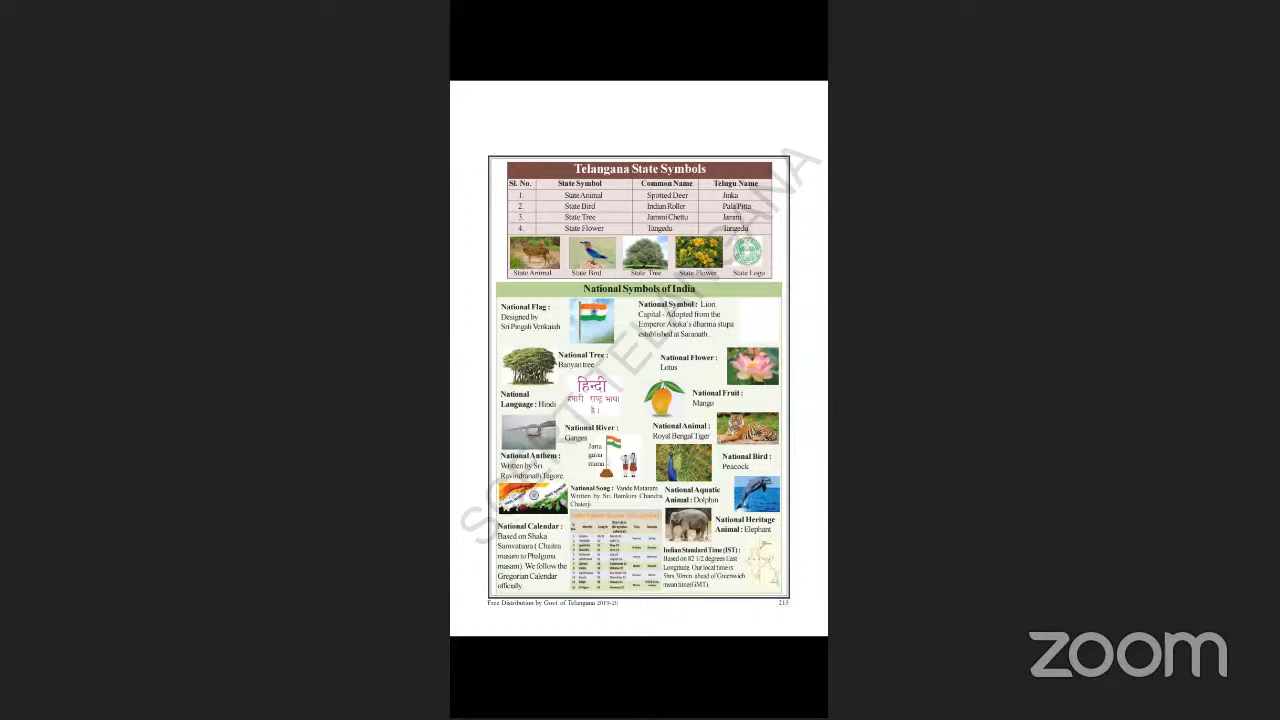 Telangana State Symbols
Sl. No. State Symbol Common Name Telugu Name
1. State Animal Spotted Deer Jinka
2. State Bird Indian Roller Pala Pitta
3. State Tree Jammi Chettu Jammi
4. State Flower Tangedu Tangedu
State Animal State Bird State Tree State Flower State Logo
National Symbols of India
National Flag :
Designed by
Sri Pingali Venkaiah
National Symbol : Lion
Capital - Adopted from the
Emperor Asoka's dharma stupa
established at Saranath.
National Tree :
Banyan tree
National Flower :
Lotus
National
Language : Hindi
हिन्दी
हमारी राष्ट्र भाषा
है।
National Fruit :
Mango
National River :
Ganges
National Animal :
Royal Bengal Tiger
National Anthem :
Written by Sri
Ravindranath Tagore
Jana
gana
mana
National Bird :
Peacock
National Song : Vande Mataram
Written by Sri Bamkim Chandra
Chaterji
National Aquatic
Animal : Dolphin
National Heritage
Animal : Elephant
National Calendar :
Based on Shaka
Samvatsara ( Chaitra
masam to Phalguna
masam). We follow the
Gregorian Calendar
officially.
Indian Standard Time (IST) :
Based on 82 1/2 degrees East
Longitude. Our local time is
5hrs 30min ahead of Greenwich
mean time(GMT)
Free Distribution by Govt. of Telangana 2019-20 215
zoom